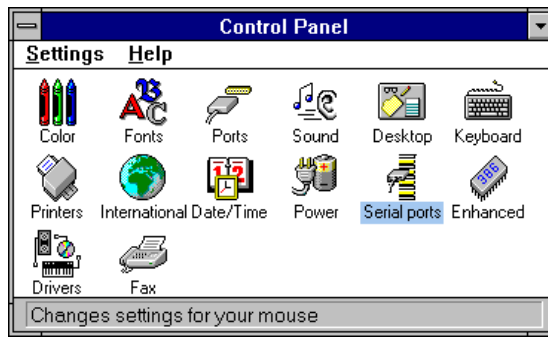 Control Panel
Settings Help
Color Fonts Ports Sound Desktop Keyboard
Printers International Date/Time Power Serial ports Enhanced
Drivers Fax
Changes settings for your mouse